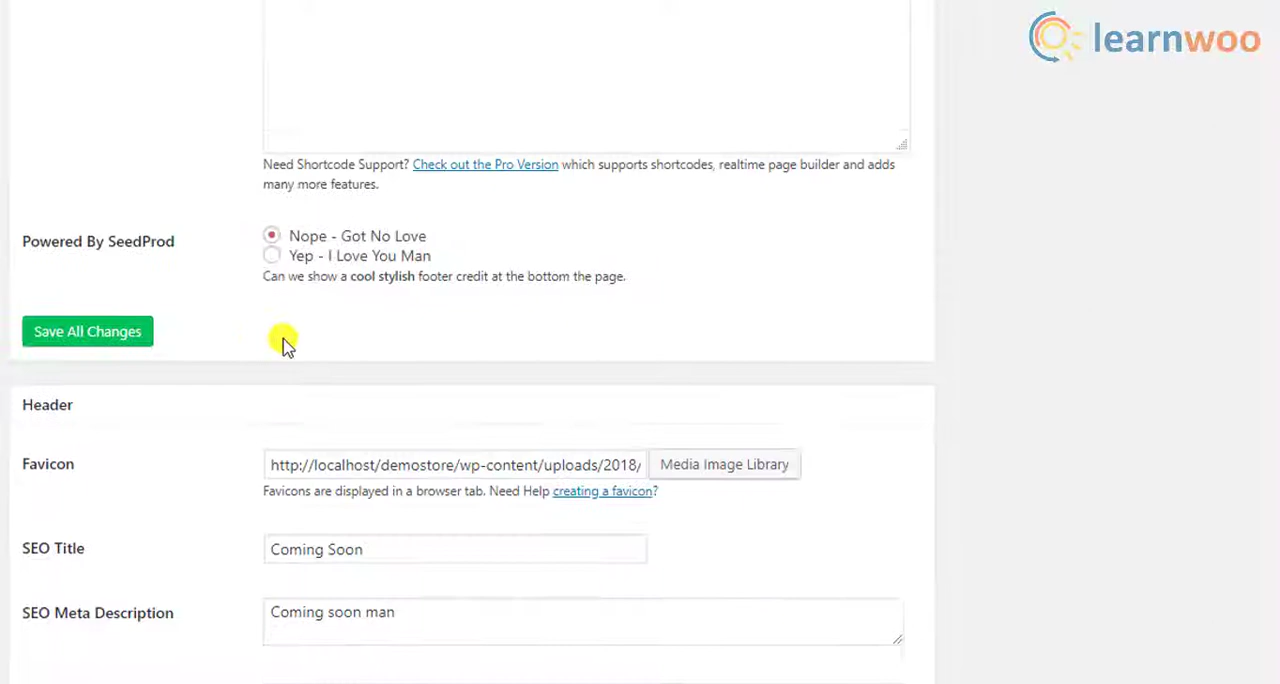 learnwoo
Need Shortcode Support? Check out the Pro Version which supports shortcodes, realtime page builder and adds
many more features.
Powered By SeedProd
Nope - Got No Love
Yep - I Love You Man
Can we show a cool stylish footer credit at the bottom the page.
Save All Changes
Header
Favicon
http://localhost/demostore/wp-content/uploads/2018/
Media Image Library
Favicons are displayed in a browser tab. Need Help creating a favicon?
SEO Title
Coming Soon
SEO Meta Description
Coming soon man